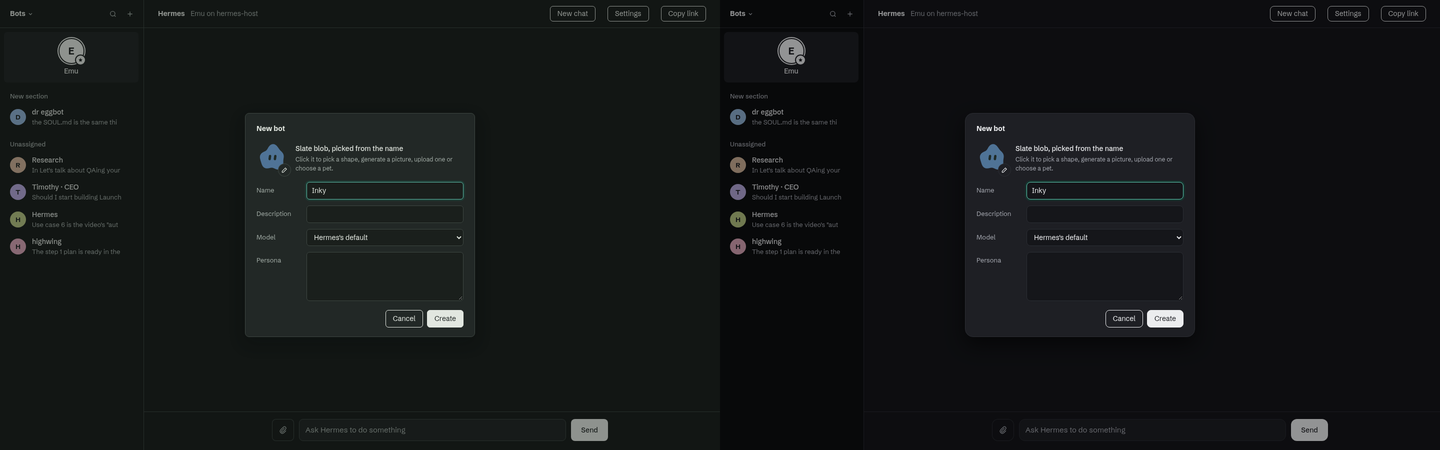 Bots
Hermes Emu on hermes-host
New chat
Settings
Copy link
E
Emu
New section
D
dr eggbot
the SOUL.md is the same thi
Unassigned
R
Research
In Let's talk about QAing your
T
Timothy · CEO
Should I start building Launch
H
Hermes
Use case 6 is the video's "aut
H
highwing
The step 1 plan is ready in the
New bot
Slate blob, picked from the name
Click it to pick a shape, generate a picture, upload one or
choose a pet.
Name
Inky
Description
Model
Hermes's default
Persona
Cancel
Create
Ask Hermes to do something
Send
Bots
Hermes Emu on hermes-host
New chat
Settings
Copy link
E
Emu
New section
D
dr eggbot
the SOUL.md is the same thi
Unassigned
R
Research
In Let's talk about QAing your
T
Timothy · CEO
Should I start building Launch
H
Hermes
Use case 6 is the video's "aut
H
highwing
The step 1 plan is ready in the
New bot
Slate blob, picked from the name
Click it to pick a shape, generate a picture, upload one or
choose a pet.
Name
Inky
Description
Model
Hermes's default
Persona
Cancel
Create
Ask Hermes to do something
Send